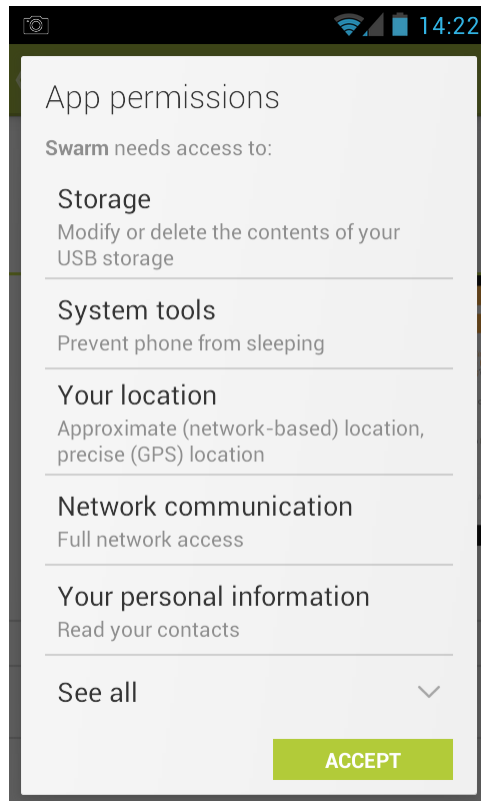 14:22
App permissions
Swarm needs access to:
Storage
Modify or delete the contents of your
USB storage
System tools
Prevent phone from sleeping
Your location
Approximate (network-based) location,
precise (GPS) location
Network communication
Full network access
Your personal information
Read your contacts
See all
ACCEPT